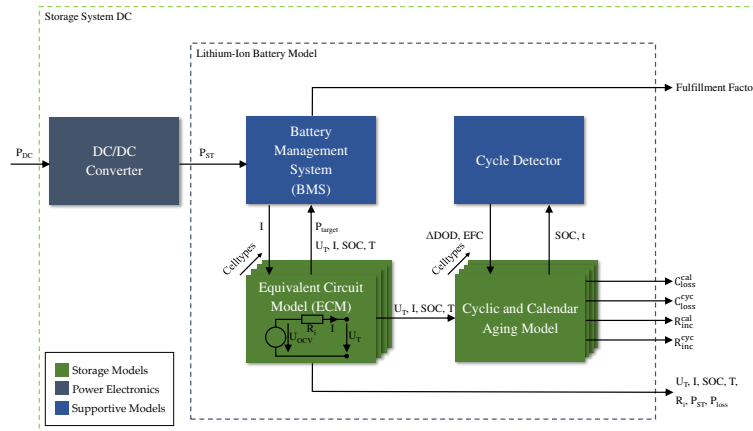 Storage System DC
Lithium-Ion Battery Model
Fulfillment Facto
P_DC
DC/DC
Converter
P_ST
Battery
Management
System
(BMS)
Cycle Detector
I
P_target
U_T, I, SOC, T
ΔDOD, EFC
SOC, t
Celltypes
Celltypes
Equivalent Circuit
Model (ECM)
R_i
I
U_OCV
U_T
U_T, I, SOC, T
Cyclic and Calendar
Aging Model
C_loss^cal
C_loss^cyc
R_inc^cal
R_inc^cyc
U_T, I, SOC, T,
R_i, P_ST, P_loss
Storage Models
Power Electronics
Supportive Models